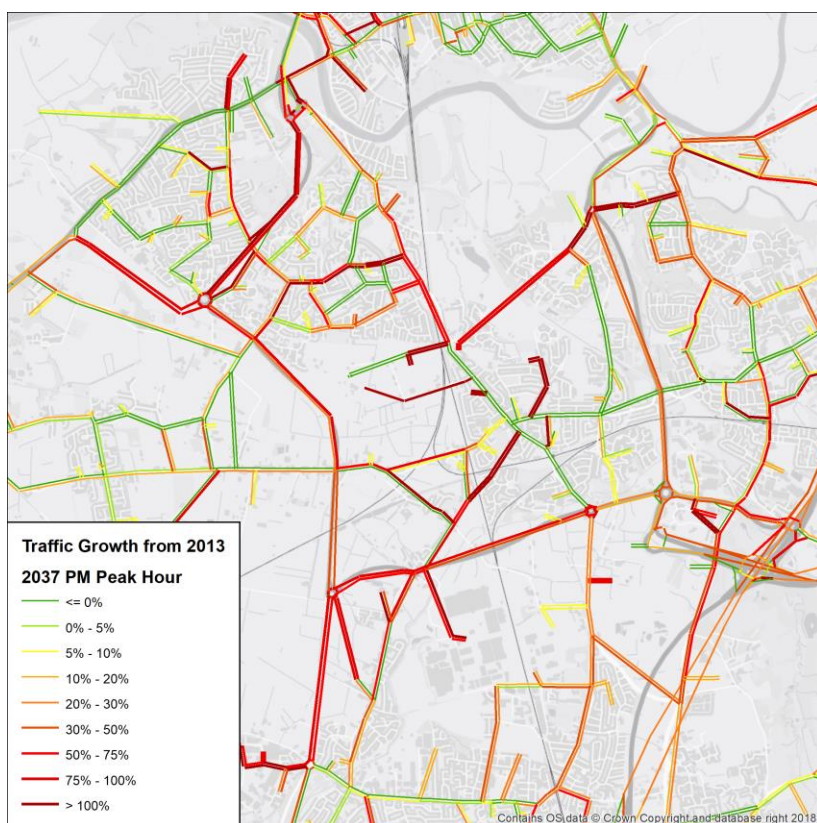 Traffic Growth from 2013
2037 PM Peak Hour
<= 0%
0% - 5%
5% - 10%
10% - 20%
20% - 30%
30% - 50%
50% - 75%
75% - 100%
> 100%
Contains OS data © Crown Copyright and database right 2018